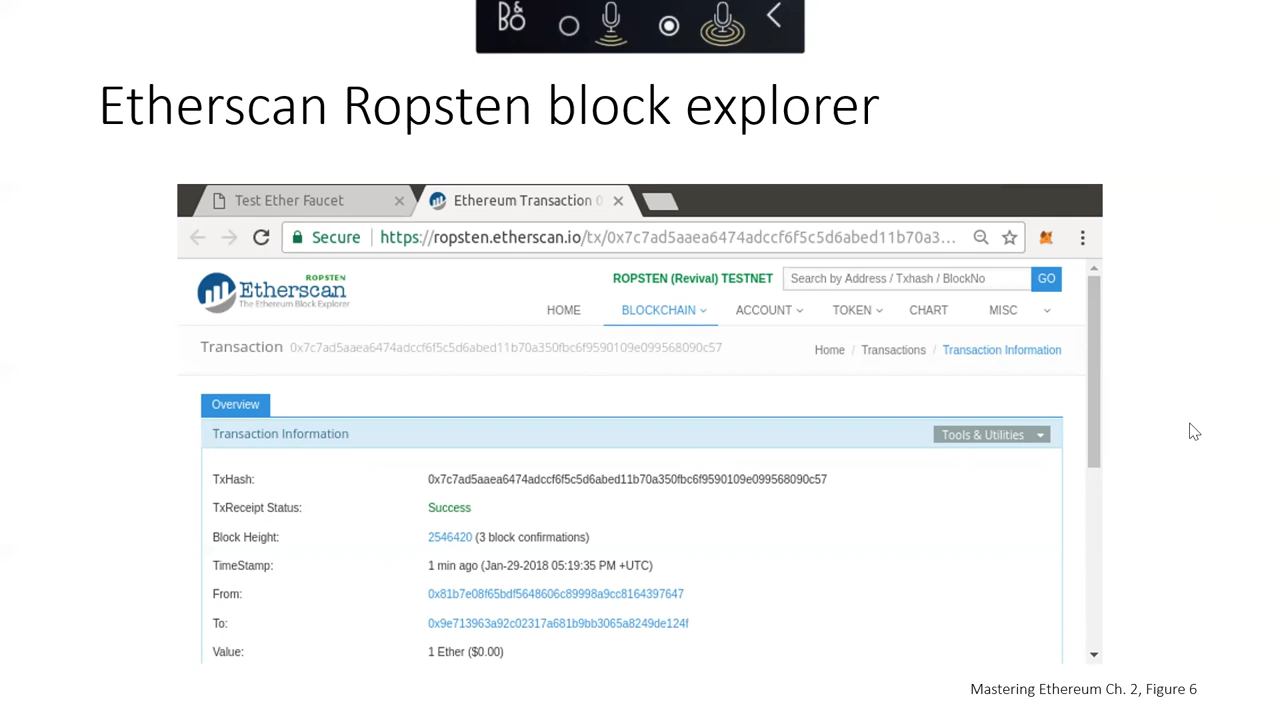 B&O
Etherscan Ropsten block explorer
Test Ether Faucet
Ethereum Transaction 0
Secure
https://ropsten.etherscan.io/tx/0x7c7ad5aaea6474adccf6f5c5d6abed11b70a3...
ROPSTEN
Etherscan
The Ethereum Block Explorer
ROPSTEN (Revival) TESTNET
Search by Address / Txhash / BlockNo
GO
HOME BLOCKCHAIN ACCOUNT TOKEN CHART MISC
Transaction 0x7c7ad5aaea6474adccf6f5c5d6abed11b70a350fbc6f9590109e099568090c57
Home / Transactions / Transaction Information
Overview
Transaction Information
Tools & Utilities
TxHash: 0x7c7ad5aaea6474adccf6f5c5d6abed11b70a350fbc6f9590109e099568090c57
TxReceipt Status: Success
Block Height: 2546420 (3 block confirmations)
TimeStamp: 1 min ago (Jan-29-2018 05:19:35 PM +UTC)
From: 0x81b7e08f65bdf5648606c89998a9cc8164397647
To: 0x9e713963a92c02317a681b9bb3065a8249de124f
Value: 1 Ether ($0.00)
Mastering Ethereum Ch. 2, Figure 6